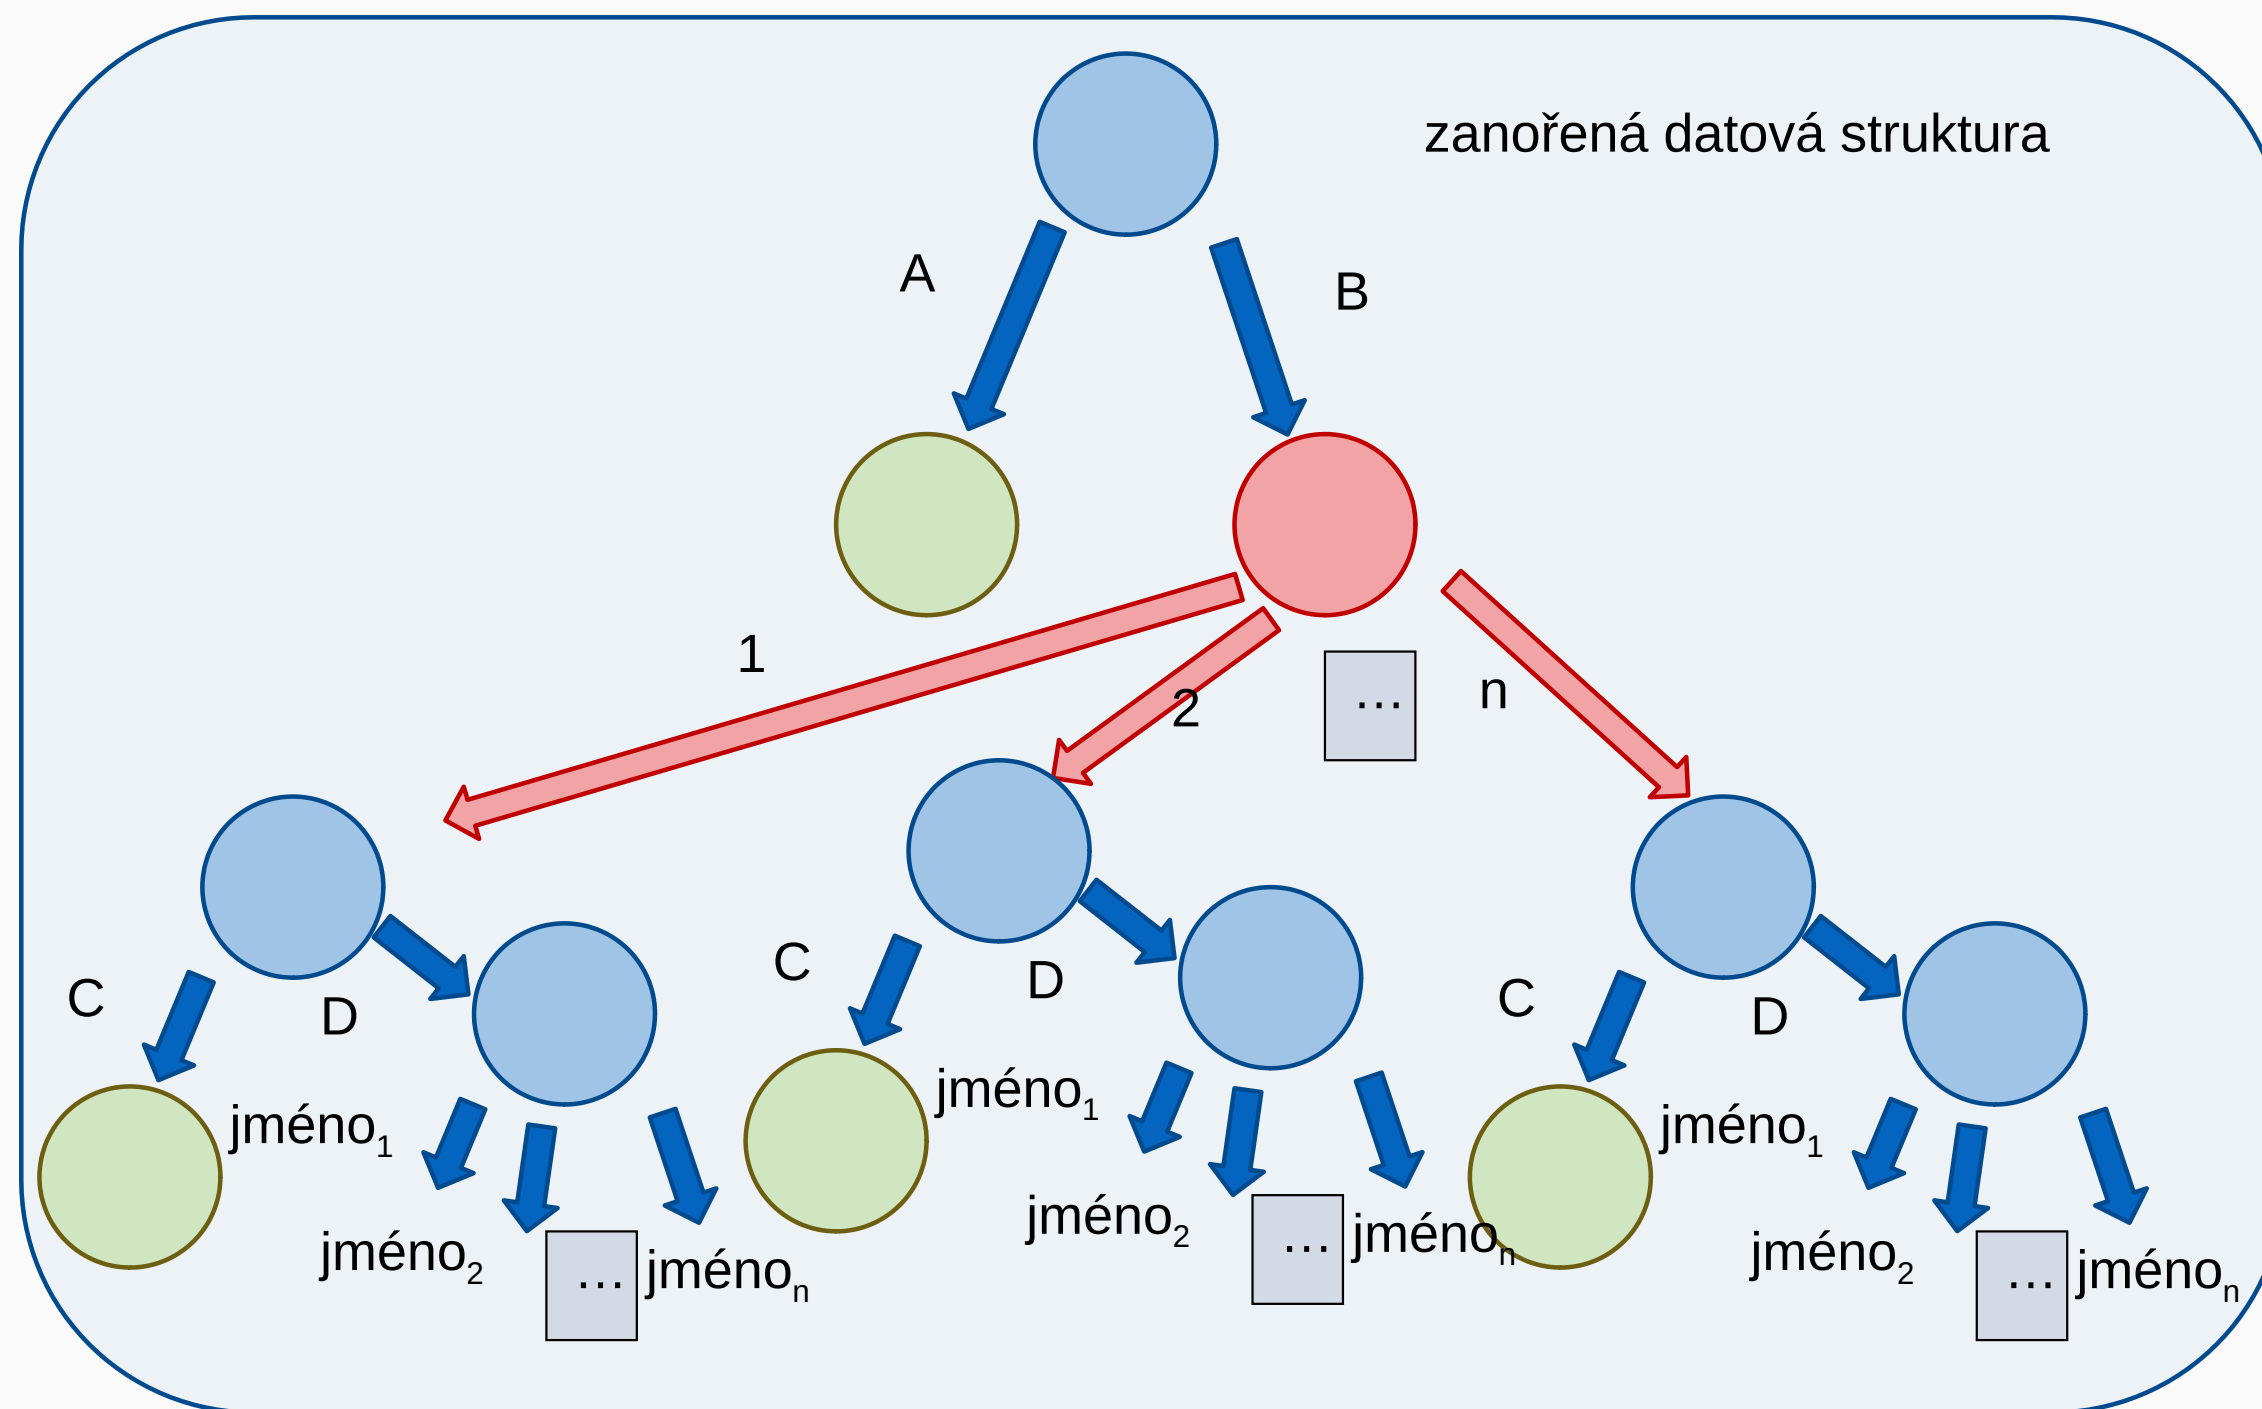 zanořená datová struktura
A
B
1
2
…
n
C
D
C
D
C
D
jméno1
jméno2
…
jménon
jméno1
jméno2
…
jménon
jméno1
jméno2
…
jménon